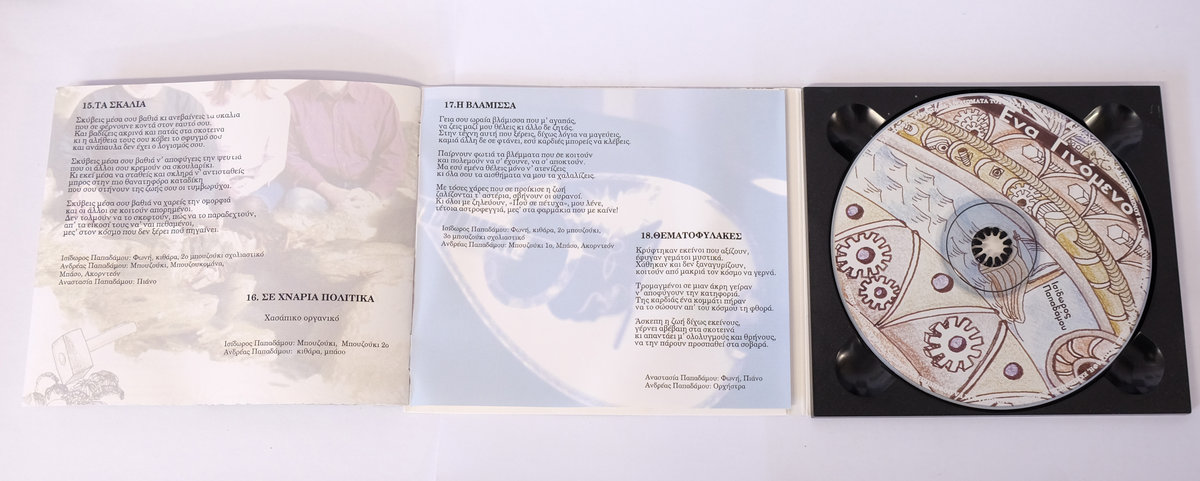 15.ΤΑ ΣΚΑΛΙΑ
Σκύβεις μέσα σου βαθιά κι ανεβαίνεις τα σκαλιά
που σε φέρνουνε κοντά στον εαυτό σου.
Και βαδίζεις ακρινά και πατάς στα σκοτεινα
κι η αλήθεια τους σου κόβει το σφυγμό σου
και ανάπαυλα δεν έχει ο λογισμός σου.
Σκύβεις μέσα σου βαθιά ν' αποφύγεις την ψευτιά
που οι άλλοι σου κρεμούν σα σκουλαρίκι.
Κι εκεί μέσα να σταθείς και σκληρά ν' αντισταθείς
μπρος στην πιο θανατηφόρα καταδίκη
που σου στήνουν της ζωής σου οι τυμβωρύχοι.
Σκύβεις μέσα σου βαθιά να χαρείς την ομορφιά
και οι άλλοι σε κοιτούν απορημένοι.
Δεν τολμούν να το σκεφτούν, πώς να το παραδεχτούν,
απ' τα είκοσί τους να 'ναι πεθαμένοι,
μες' στον κόσμο που δεν ξέρει πού πηγαίνει.
Ισίδωρος Παπαδάμου: Φωνή, κιθάρα, 2ο μπουζούκι σχολιαστικό
Ανδρέας Παπαδάμου: Μπουζούκι, Μπουζουκομάνα,
Μπάσο, Ακορντεόν
Αναστασία Παπαδάμου: Πιάνο
16. ΣΕ ΧΝΑΡΙΑ ΠΟΛΙΤΙΚΑ
Χασάπικο οργανικό
Ισίδωρος Παπαδάμου: Μπουζούκι, Μπουζούκι 2ο
Ανδρέας Παπαδάμου: κιθάρα, μπάσο
17.Η ΒΛΑΜΙΣΣΑ
Γεια σου ωραία βλάμισσα που μ' αγαπάς,
να ζεις μαζί μου θέλεις κι άλλο δε ζητάς.
Στην τέχνη αυτή που ξέρεις, δίχως λόγια να μαγεύεις,
καμιά άλλη δε σε φτάνει, εσύ καρδιές μπορείς να κλέβεις.
Παίρνουν φωτιά τα βλέμματα που σε κοιτούν
και πολεμούν να σ' έχουνε, να σ' αποκτούν.
Μα εσύ εμένα θέλεις μόνο ν' ατενίζεις
κι όλα σου τα αισθήματα να μου τα χαλαλίζεις.
Με τόσες χάρες που σε προίκισε η ζωή
ζαλίζονται τ' αστέρια, σβήνουν οι ουρανοί.
Κι όλοι με ζηλεύουν, «Πού σε πέτυχα», μου λένε,
τέτοια αστροφεγγιά, μες' στα φαρμάκια που με καίνε!
Ισίδωρος Παπαδάμου: Φωνή, κιθάρα, 2ο μπουζούκι,
3ο μπουζούκι σχολιαστικό
Ανδρέας Παπαδάμου: Μπουζούκι 1ο, Μπάσο, Ακορντεόν
18.ΘΕΜΑΤΟΦΥΛΑΚΕΣ
Κρύφτηκαν εκείνοι που αξίζουν,
έφυγαν γεμάτοι μυστικά.
Χάθηκαν και δεν ξαναγυρίζουν,
κοιτούν από μακριά τον κόσμο να γερνά.
Τρομαγμένοι σε μιαν άκρη γείραν
ν' αποφύγουν την κατηφοριά.
Της καρδιάς ένα κομμάτι πήραν
να το σώσουν απ' του κόσμου τη φθορά.
Άσκεπη η ζωή δίχως εκείνους,
γέρνει αβέβαιη στα σκοτεινά
κι απαντάει μ' ολολυγμούς και θρήνους,
να την πάρουν προσπαθεί στα σοβαρά.
Αναστασία Παπαδάμου: Φωνή, Πιάνο
Ανδρέας Παπαδάμου: Ορχήστρα
Ένα Γινόμενο
Ισίδωρος
Παπαδάμου